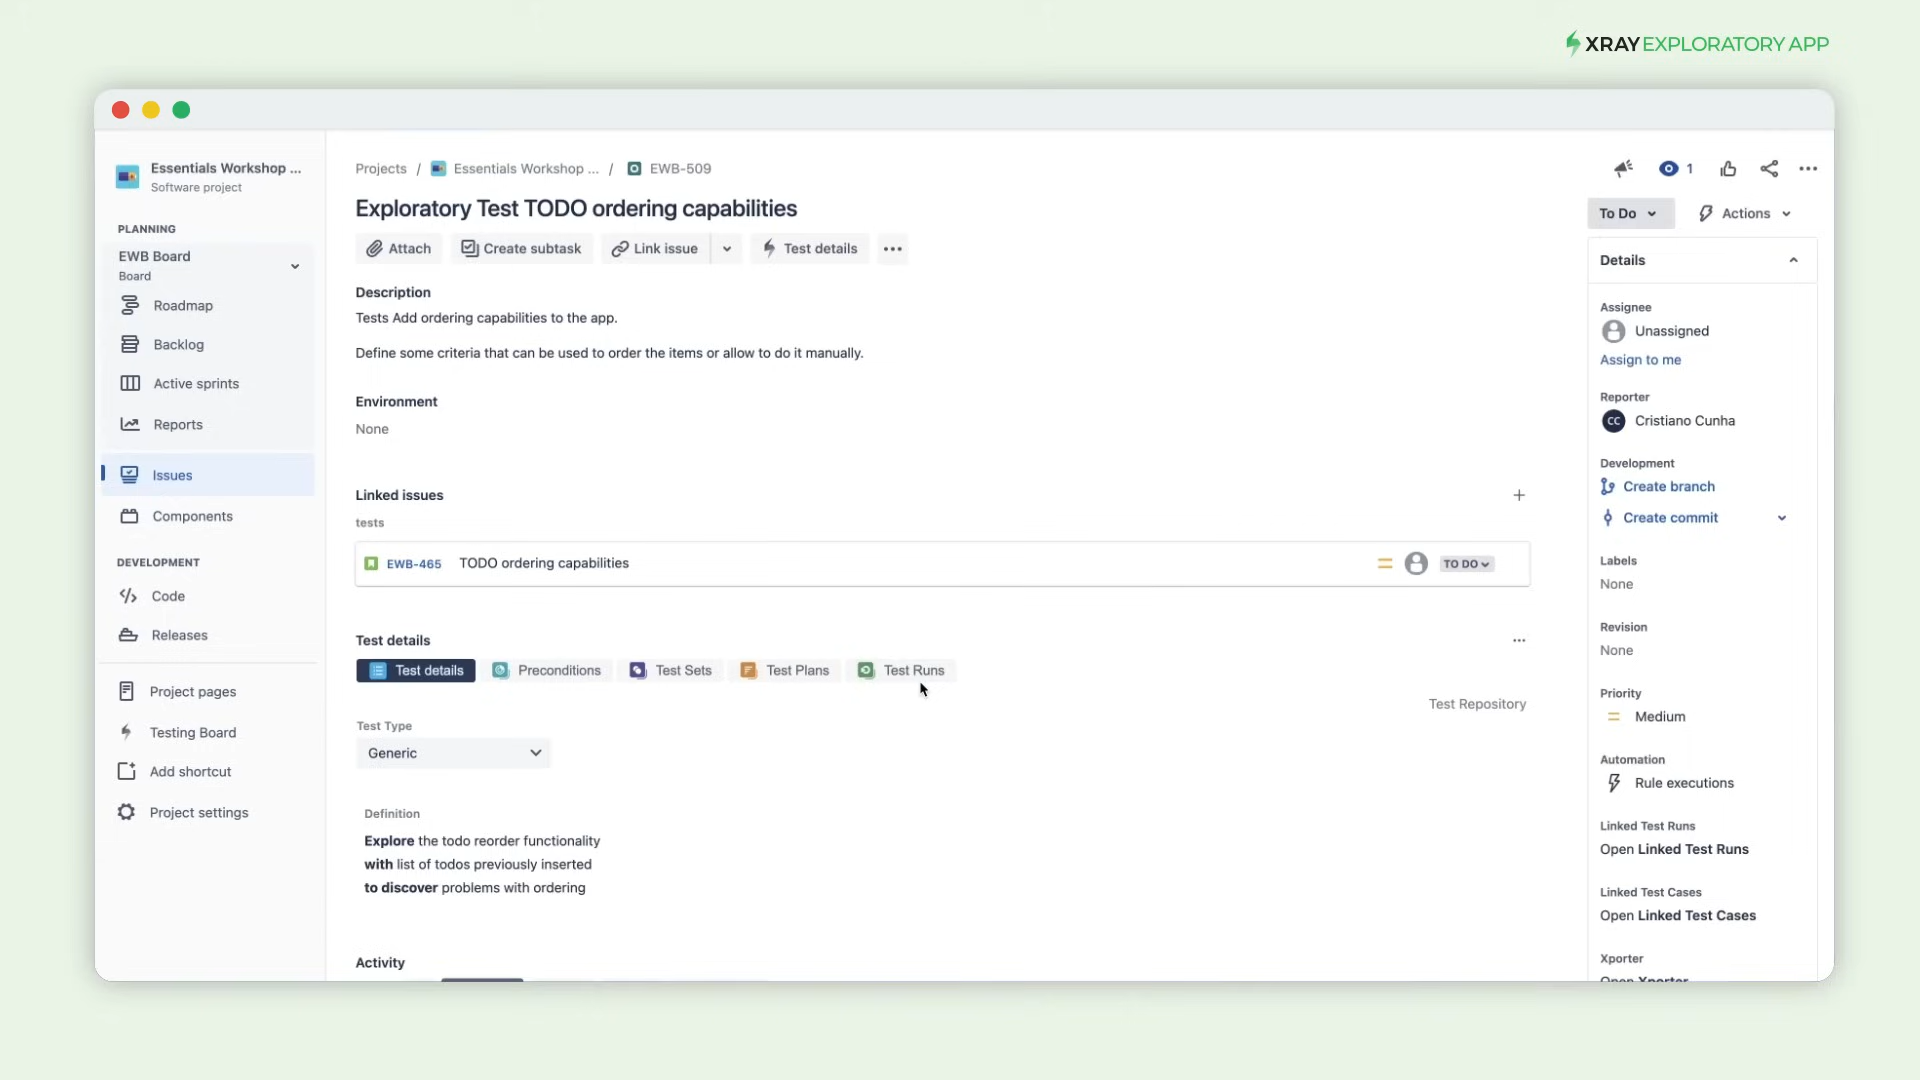 XRAY EXPLORATORY APP
Essentials Workshop ...
Software project
PLANNING
EWB Board
Board
Roadmap
Backlog
Active sprints
Reports
Issues
Components
DEVELOPMENT
Code
Releases
Project pages
Testing Board
Add shortcut
Project settings
Projects / Essentials Workshop ... / EWB-509
Exploratory Test TODO ordering capabilities
Attach
Create subtask
Link issue
Test details
Description
Tests Add ordering capabilities to the app.
Define some criteria that can be used to order the items or allow to do it manually.
Environment
None
Linked issues
tests
EWB-465 TODO ordering capabilities
TO DO
Test details
Test details
Preconditions
Test Sets
Test Plans
Test Runs
Test Repository
Test Type
Generic
Definition
Explore the todo reorder functionality
with list of todos previously inserted
to discover problems with ordering
Activity
1
To Do
Actions
Details
Assignee
Unassigned
Assign to me
Reporter
CC Cristiano Cunha
Development
Create branch
Create commit
Labels
None
Revision
None
Priority
Medium
Automation
Rule executions
Linked Test Runs
Open Linked Test Runs
Linked Test Cases
Open Linked Test Cases
Xporter
Open Xporter